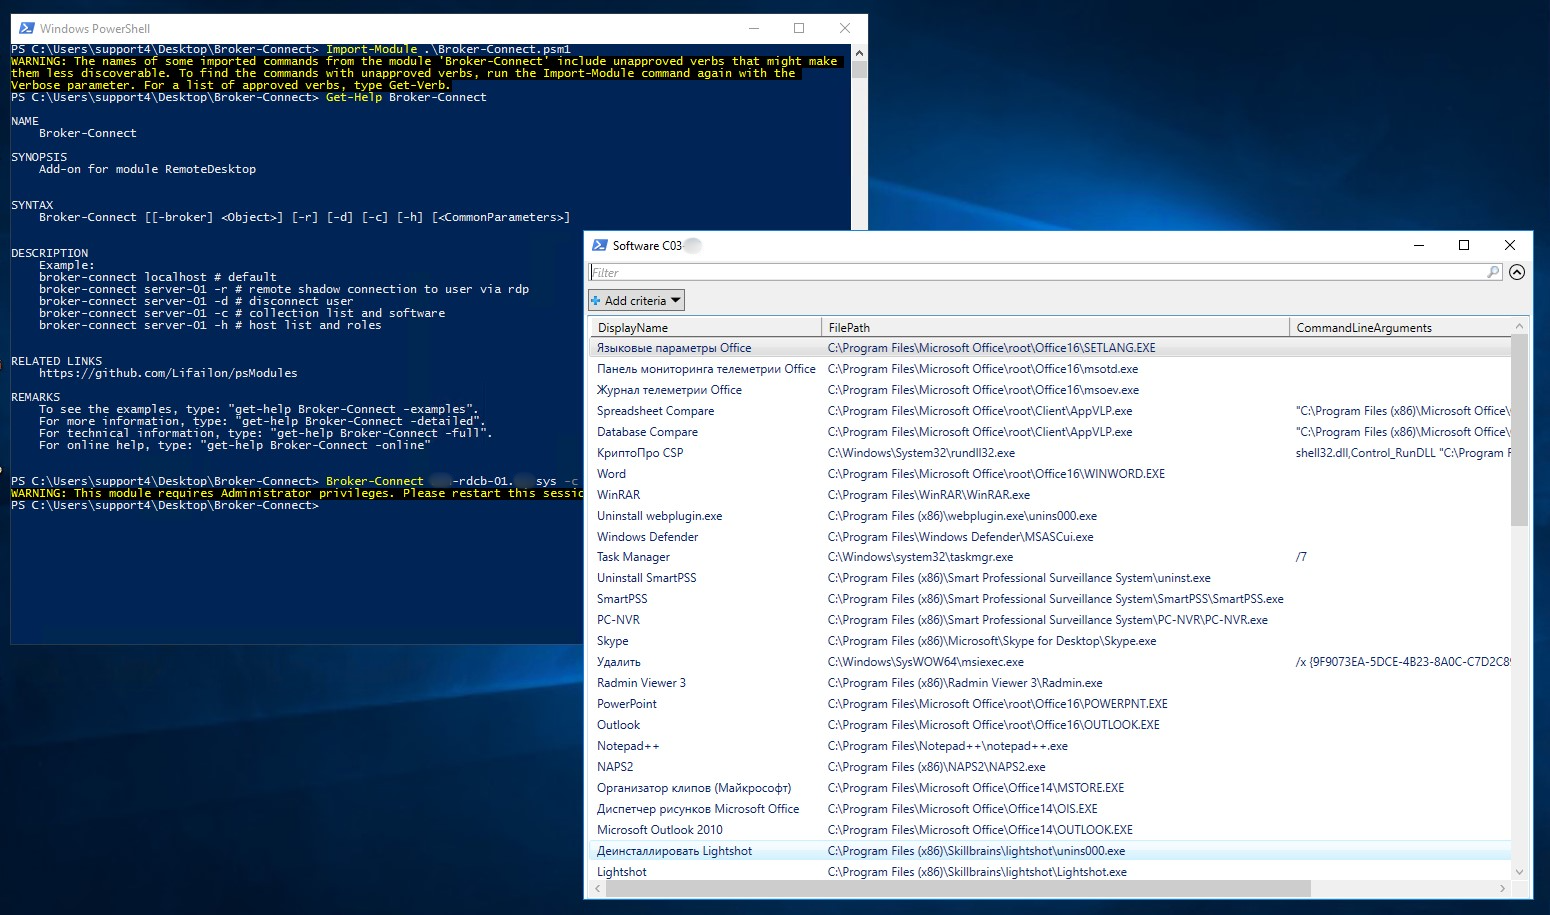 Windows PowerShell
PS C:\Users\support4\Desktop\Broker-Connect> Import-Module .\Broker-Connect.psm1
WARNING: The names of some imported commands from the module 'Broker-Connect' include unapproved verbs that might make
them less discoverable. To find the commands with unapproved verbs, run the Import-Module command again with the
Verbose parameter. For a list of approved verbs, type Get-Verb.
PS C:\Users\support4\Desktop\Broker-Connect> Get-Help Broker-Connect
NAME
Broker-Connect
SYNOPSIS
Add-on for module RemoteDesktop
SYNTAX
Broker-Connect [[-broker] <Object>] [-r] [-d] [-c] [-h] [<CommonParameters>]
DESCRIPTION
Example:
broker-connect localhost # default
broker-connect server-01 -r # remote shadow connection to user via rdp
broker-connect server-01 -d # disconnect user
broker-connect server-01 -c # collection list and software
broker-connect server-01 -h # host list and roles
RELATED LINKS
https://github.com/Lifailon/psModules
REMARKS
To see the examples, type: "get-help Broker-Connect -examples".
For more information, type: "get-help Broker-Connect -detailed".
For technical information, type: "get-help Broker-Connect -full".
For online help, type: "get-help Broker-Connect -online"
PS C:\Users\support4\Desktop\Broker-Connect> Broker-Connect -rdcb-01. sys -c
WARNING: This module requires Administrator privileges. Please restart this sessic
PS C:\Users\support4\Desktop\Broker-Connect>
Software C03
Filter
Add criteria
DisplayName FilePath CommandLineArguments
Языковые параметры Office C:\Program Files\Microsoft Office\root\Office16\SETLANG.EXE
Панель мониторинга телеметрии Office C:\Program Files\Microsoft Office\root\Office16\msotd.exe
Журнал телеметрии Office C:\Program Files\Microsoft Office\root\Office16\msoev.exe
Spreadsheet Compare C:\Program Files\Microsoft Office\root\Client\AppVLP.exe "C:\Program Files (x86)\Microsoft Office\
Database Compare C:\Program Files\Microsoft Office\root\Client\AppVLP.exe "C:\Program Files (x86)\Microsoft Office\
КриптоПро CSP C:\Windows\System32\rundll32.exe shell32.dll,Control_RunDLL "C:\Program F
Word C:\Program Files\Microsoft Office\root\Office16\WINWORD.EXE
WinRAR C:\Program Files\WinRAR\WinRAR.exe
Uninstall webplugin.exe C:\Program Files (x86)\webplugin.exe\unins000.exe
Windows Defender C:\Program Files\Windows Defender\MSASCui.exe
Task Manager C:\Windows\system32\taskmgr.exe /7
Uninstall SmartPSS C:\Program Files (x86)\Smart Professional Surveillance System\uninst.exe
SmartPSS C:\Program Files (x86)\Smart Professional Surveillance System\SmartPSS\SmartPSS.exe
PC-NVR C:\Program Files (x86)\Smart Professional Surveillance System\PC-NVR\PC-NVR.exe
Skype C:\Program Files (x86)\Microsoft\Skype for Desktop\Skype.exe
Удалить C:\Windows\SysWOW64\msiexec.exe /x {9F9073EA-5DCE-4B23-8A0C-C7D2C89
Radmin Viewer 3 C:\Program Files (x86)\Radmin Viewer 3\Radmin.exe
PowerPoint C:\Program Files\Microsoft Office\root\Office16\POWERPNT.EXE
Outlook C:\Program Files\Microsoft Office\root\Office16\OUTLOOK.EXE
Notepad++ C:\Program Files\Notepad++\notepad++.exe
NAPS2 C:\Program Files (x86)\NAPS2\NAPS2.exe
Организатор клипов (Майкрософт) C:\Program Files\Microsoft Office\Office14\MSTORE.EXE
Диспетчер рисунков Microsoft Office C:\Program Files\Microsoft Office\Office14\OIS.EXE
Microsoft Outlook 2010 C:\Program Files\Microsoft Office\Office14\OUTLOOK.EXE
Деинсталлировать Lightshot C:\Program Files (x86)\Skillbrains\lightshot\unins000.exe
Lightshot C:\Program Files (x86)\Skillbrains\lightshot\Lightshot.exe